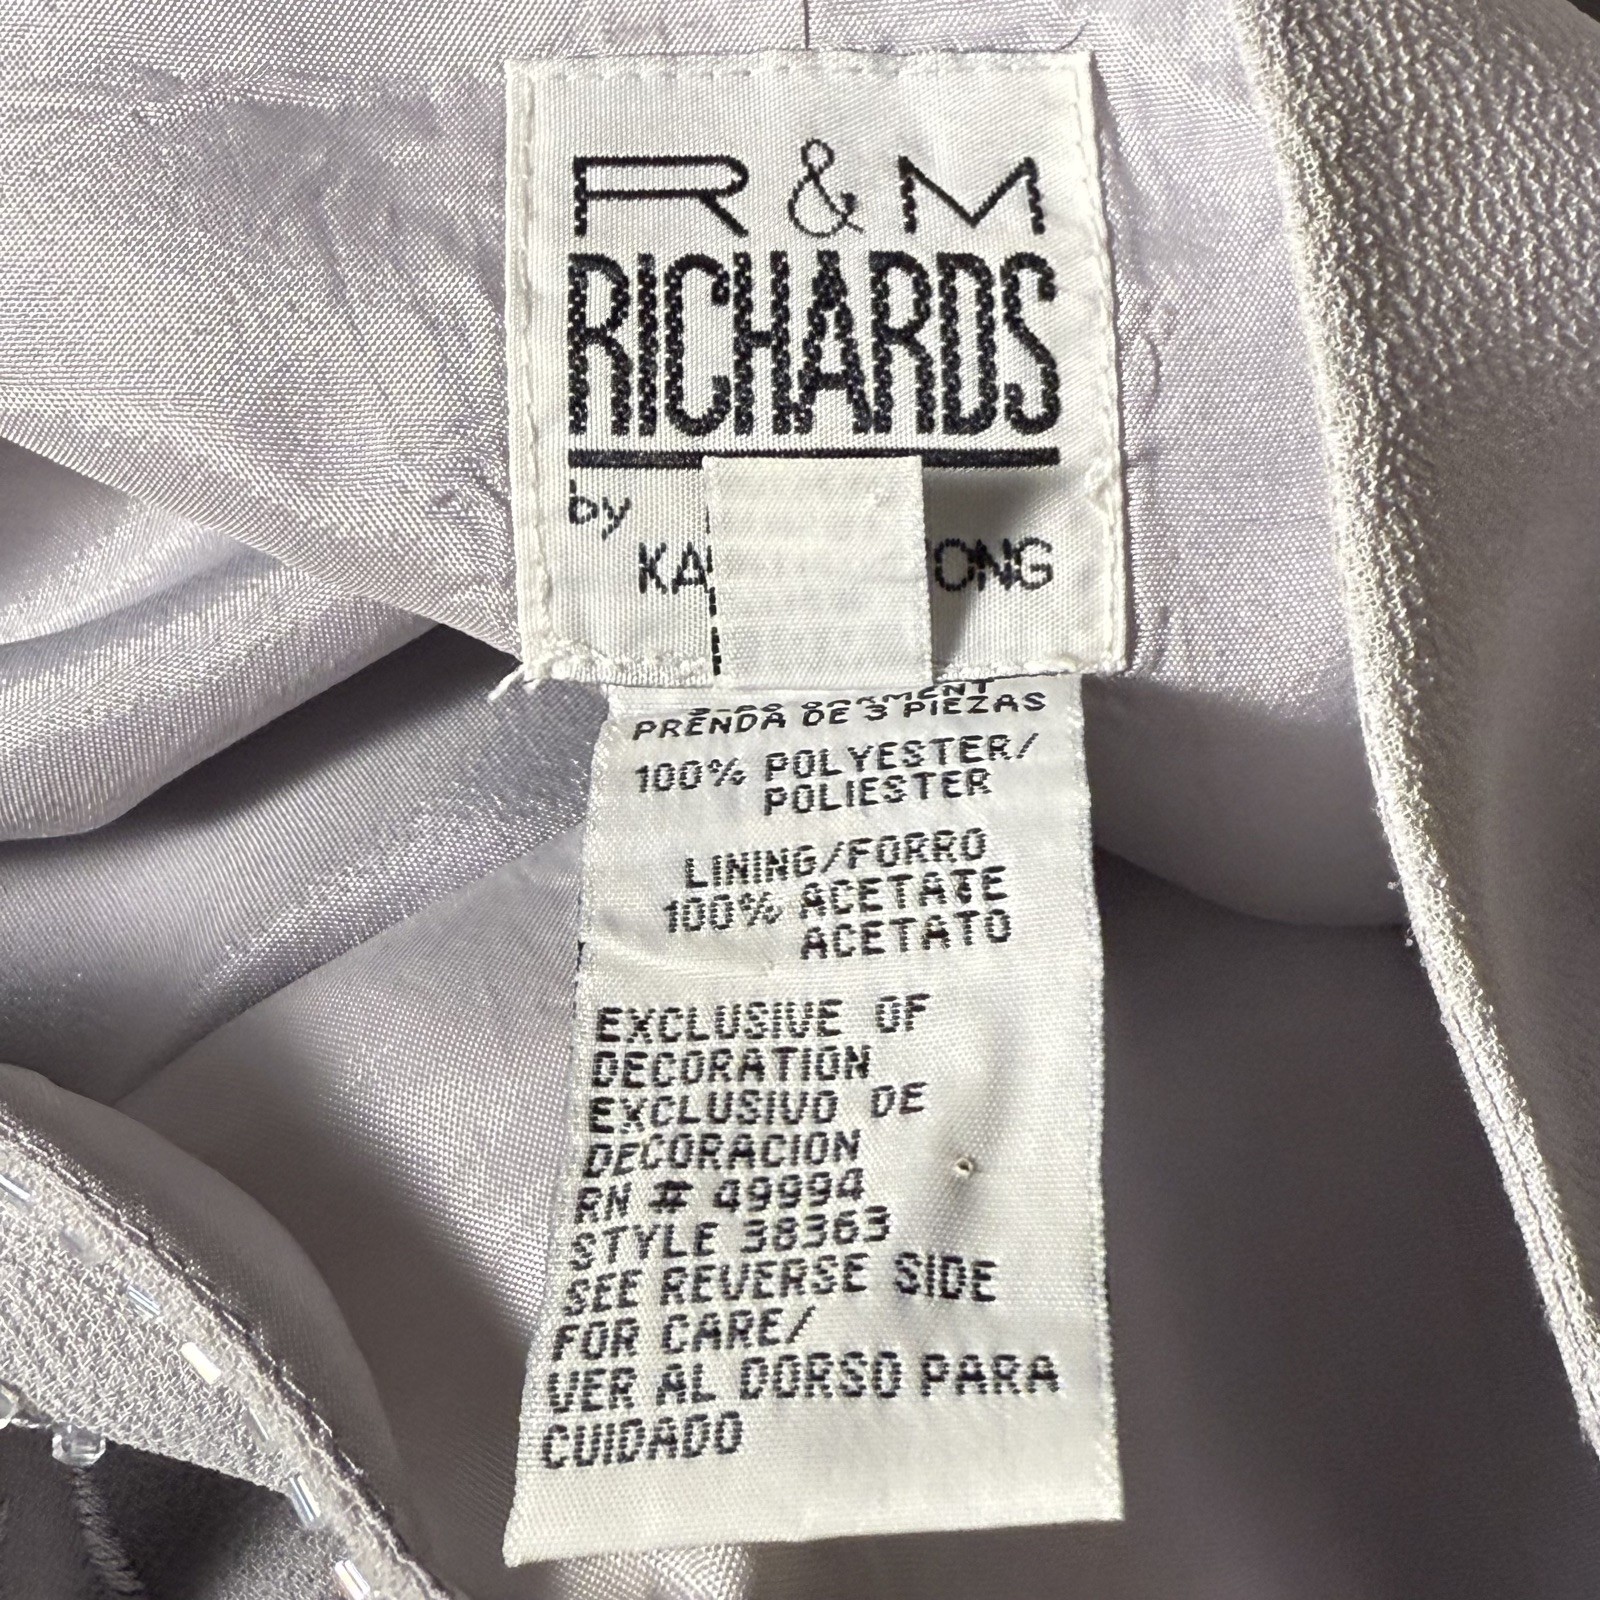 R & M
RICHARDS
by
KA ONG
PRENDA DE 3 PIEZAS
100% POLYESTER/
POLIESTER
LINING/FORRO
100% ACETATE
ACETATO
EXCLUSIVE OF
DECORATION
EXCLUSIVO DE
DECORACION
RN # 49994
STYLE 38363
SEE REVERSE SIDE
FOR CARE/
VER AL DORSO PARA
CUIDADO